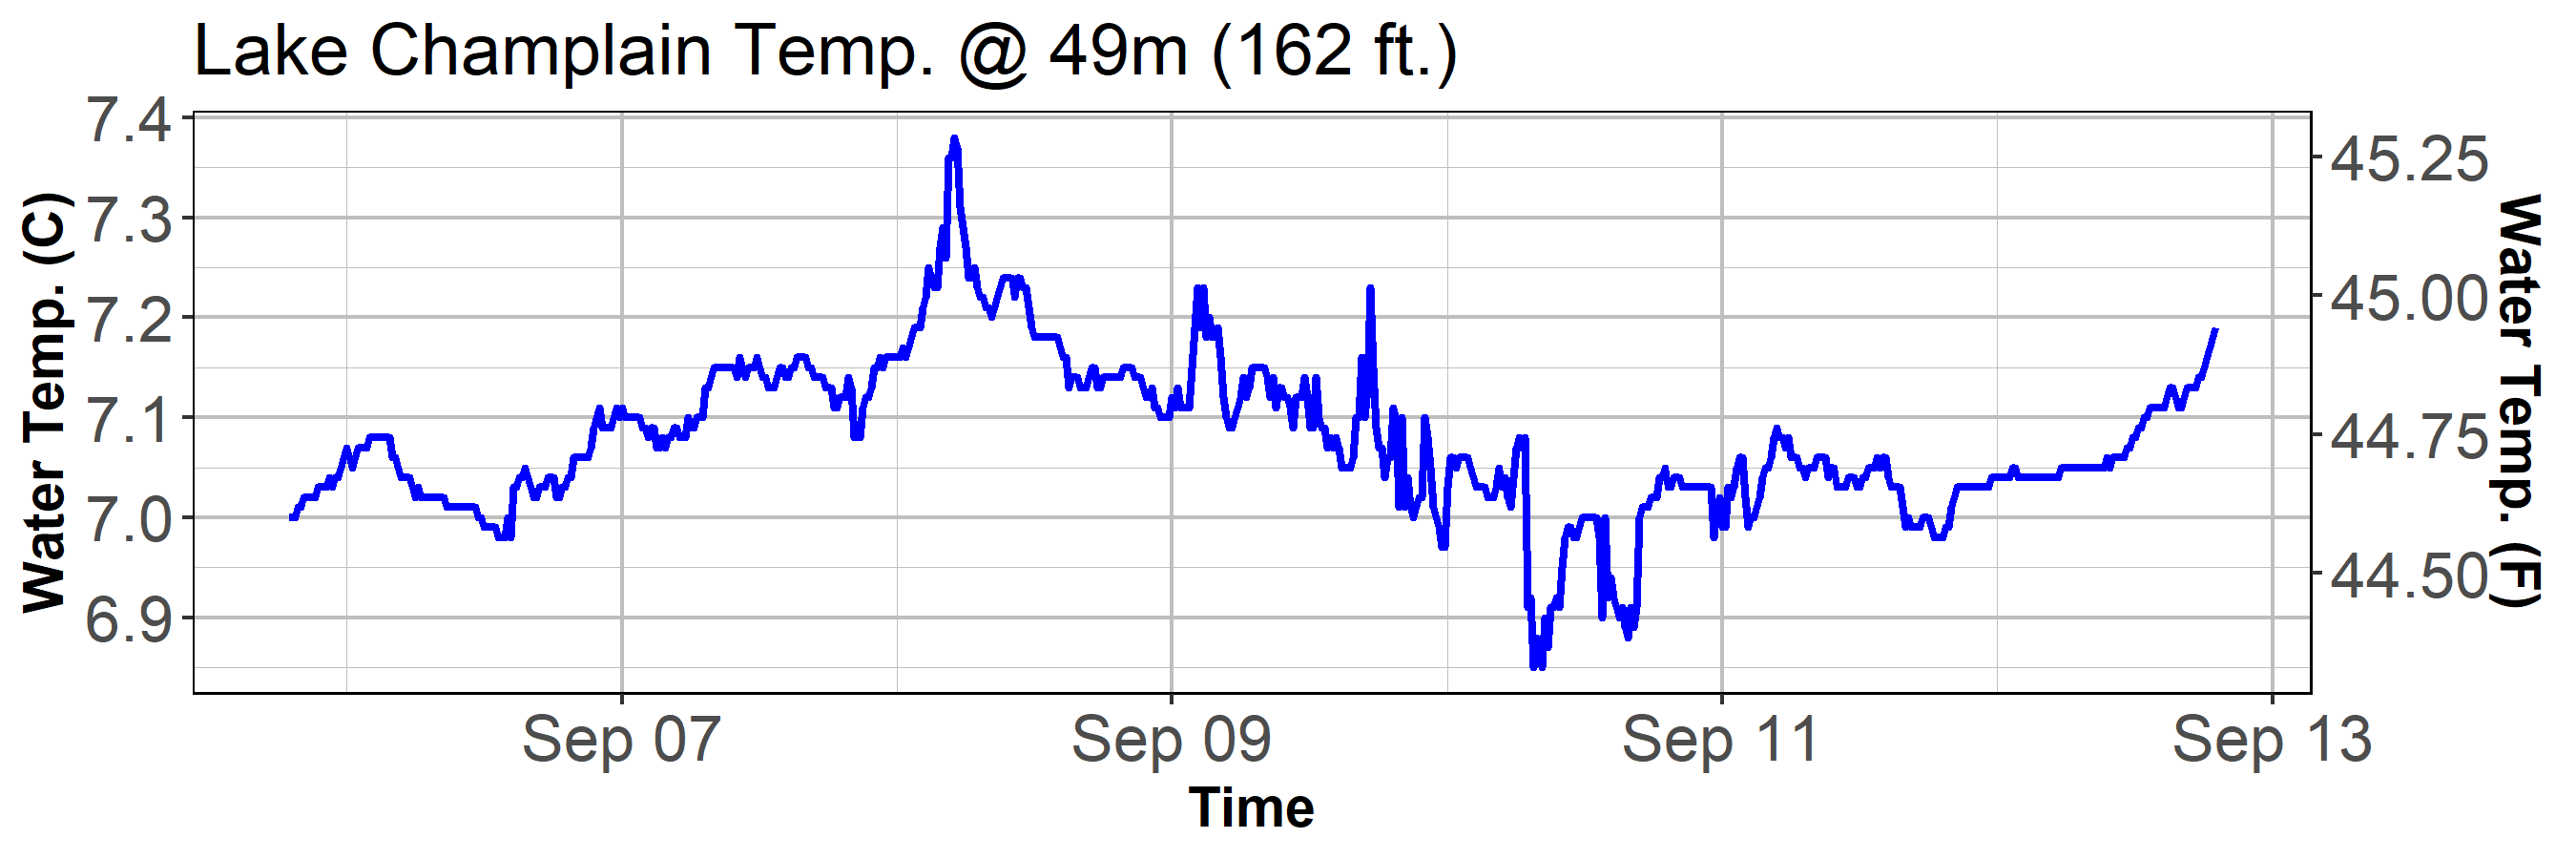 Lake Champlain Temp. @ 49m (162 ft.)
Water Temp. (C)
7.4
7.3
7.2
7.1
7.0
6.9
45.25
45.00
44.75
44.50
Water Temp. (F)
Sep 07
Sep 09
Sep 11
Sep 13
Time